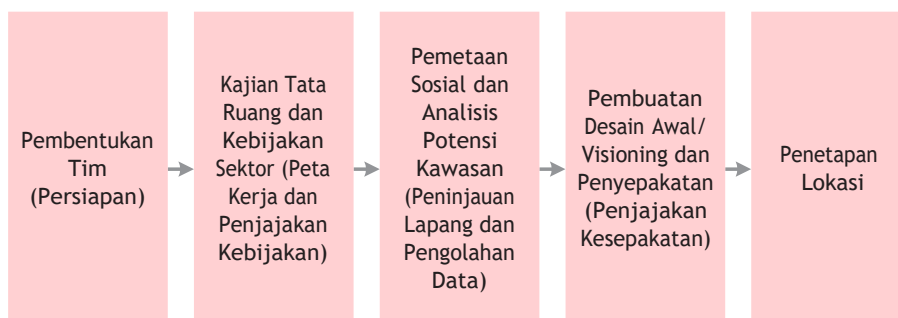 Pembentukan
Tim
(Persiapan)
Kajian Tata
Ruang dan
Kebijakan
Sektor (Peta
Kerja dan
Penjajakan
Kebijakan)
Pemetaan
Sosial dan
Analisis
Potensi
Kawasan
(Peninjauan
Lapang dan
Pengolahan
Data)
Pembuatan
Desain Awal/
Visioning dan
Penyepakatan
(Penjajakan
Kesepakatan)
Penetapan
Lokasi